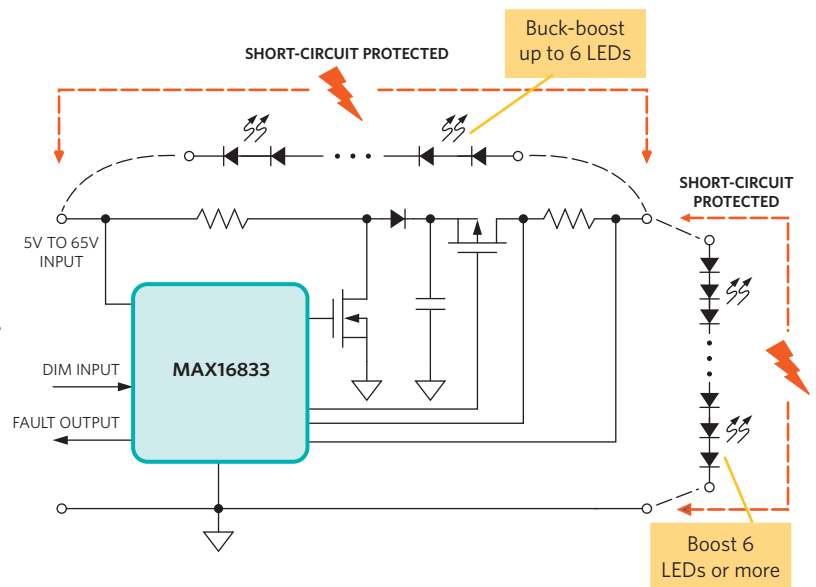 Buck-boost
up to 6 LEDs
SHORT-CIRCUIT PROTECTED
SHORT-CIRCUIT
PROTECTED
5V TO 65V
INPUT
MAX16833
DIM INPUT
FAULT OUTPUT
Boost 6
LEDs or more